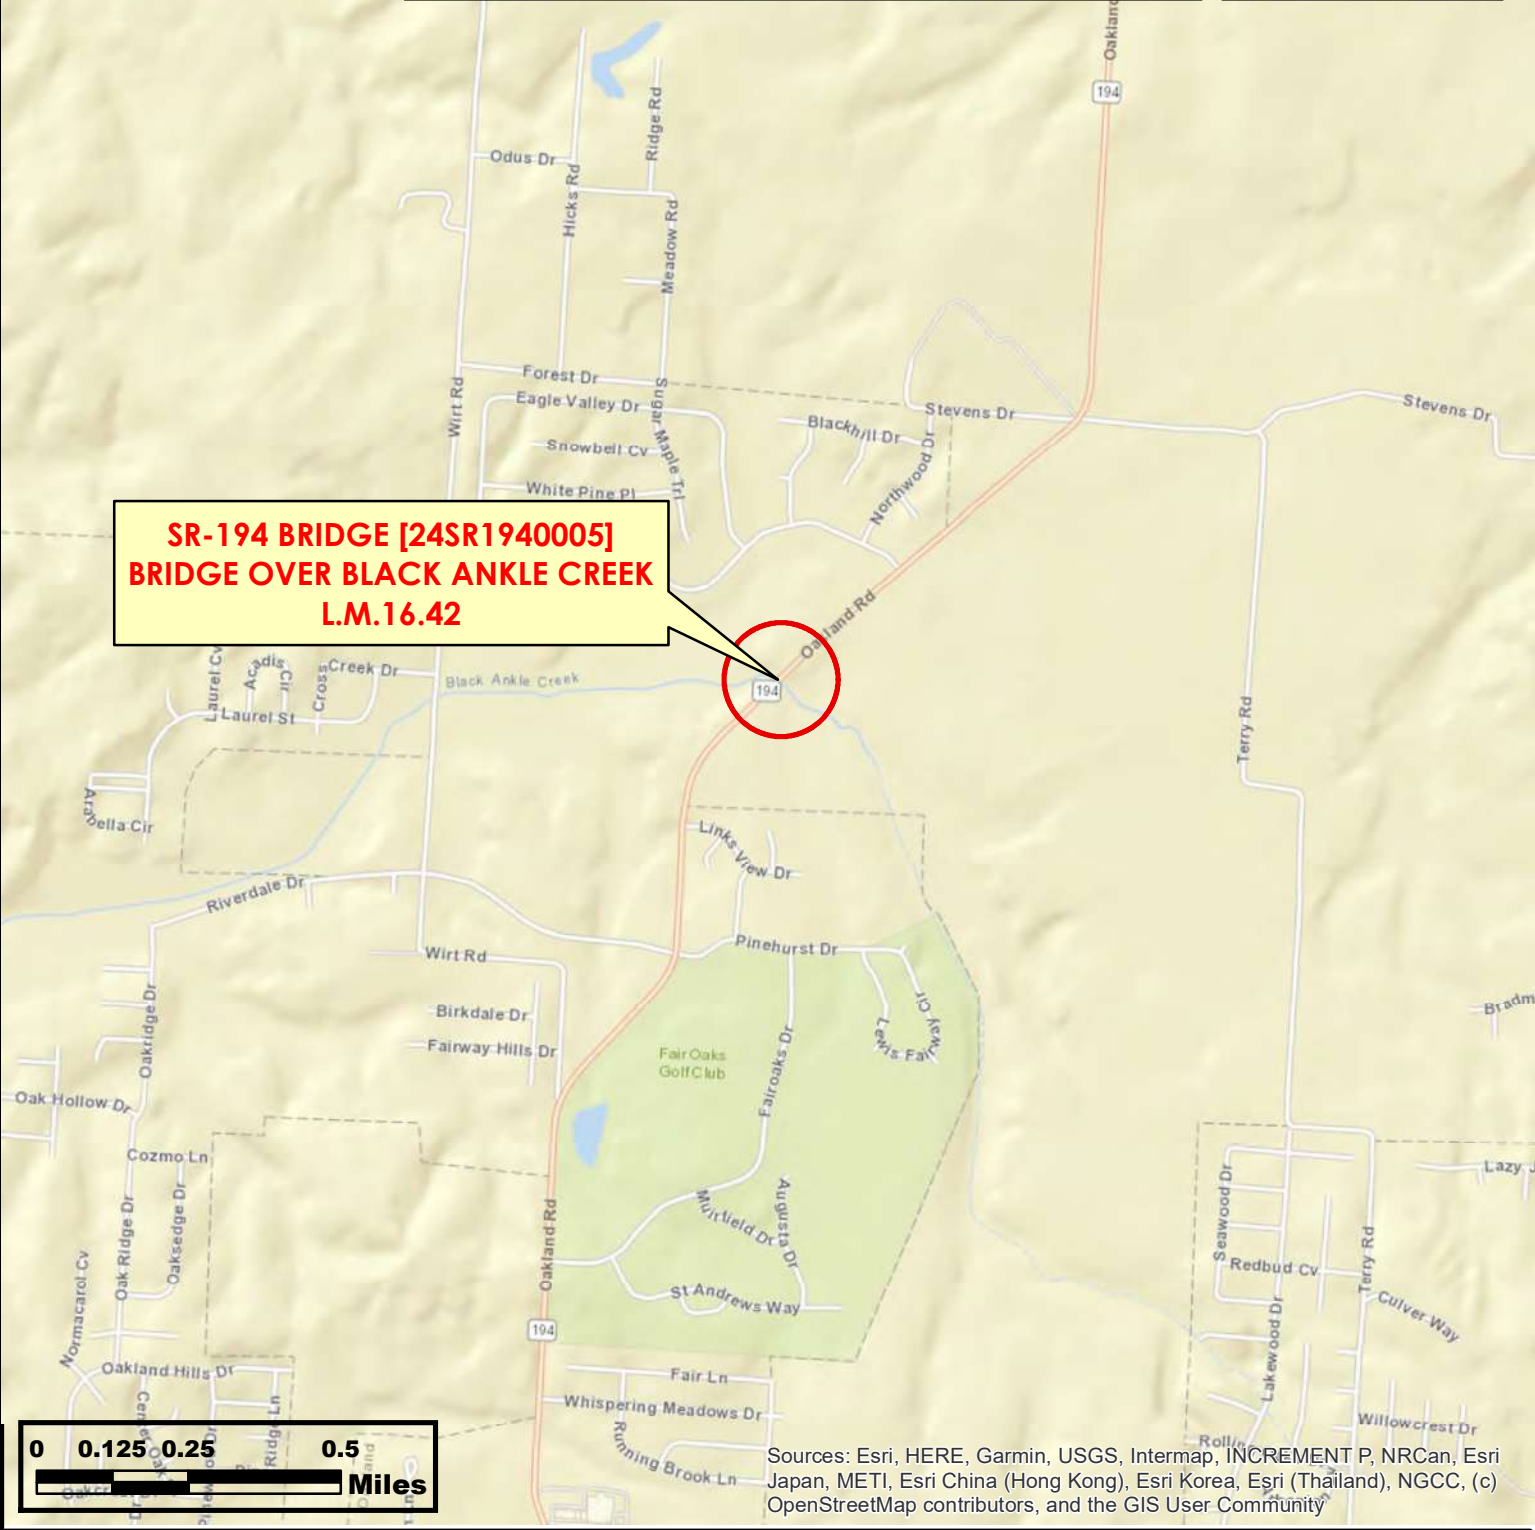 Oakland
194
Ridge Rd
Odus Dr
Hicks Rd
Meadow Rd
Forest Dr
Wirt Rd
Eagle Valley Dr
Sugar Maple Trl
Snowbell Cv
White Pine Pl
Blackhill Dr
Northwood Dr
Stevens Dr
Stevens Dr
SR-194 BRIDGE [24SR1940005]
BRIDGE OVER BLACK ANKLE CREEK
L.M.16.42
Oakland Rd
194
Laurel Cv
Acadis Cir
Cross Creek Dr
Black Ankle Creek
Laurel St
Terry Rd
Arabella Cir
Links View Dr
Riverdale Dr
Pinehurst Dr
Wirt Rd
Oakridge Dr
Birkdale Dr
Fairway Hills Dr
Fair Oaks
Golf Club
Fairoaks Dr
Lewis Fairway Cir
Bradm
Oak Hollow Dr
Cozmo Ln
Oak Ridge Dr
Oaksedge Dr
Normacarol Cv
Oakland Rd
Muirfield Dr
Augusta Dr
St Andrews Way
194
Seawood Dr
Redbud Cv
Terry Rd
Culver Way
Lakewood Dr
Lazy J
Oakland Hills Dr
Fair Ln
Whispering Meadows Dr
Running Brook Ln
Ridge Ln
Willowcrest Dr
0 0.125 0.25 0.5
Miles
Sources: Esri, HERE, Garmin, USGS, Intermap, INCREMENT P, NRCan, Esri
Japan, METI, Esri China (Hong Kong), Esri Korea, Esri (Thailand), NGCC, (c)
OpenStreetMap contributors, and the GIS User Community